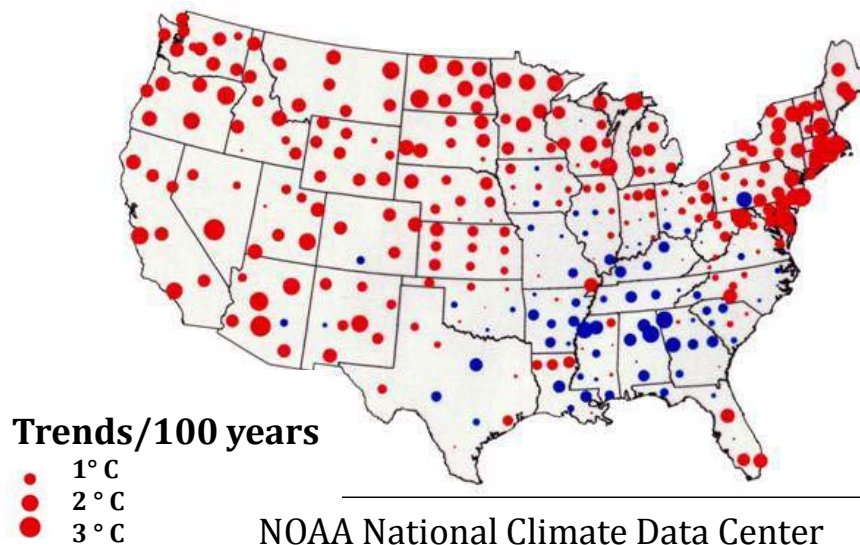 Trends/100 years
1° C
2 ° C
3 ° C
NOAA National Climate Data Center